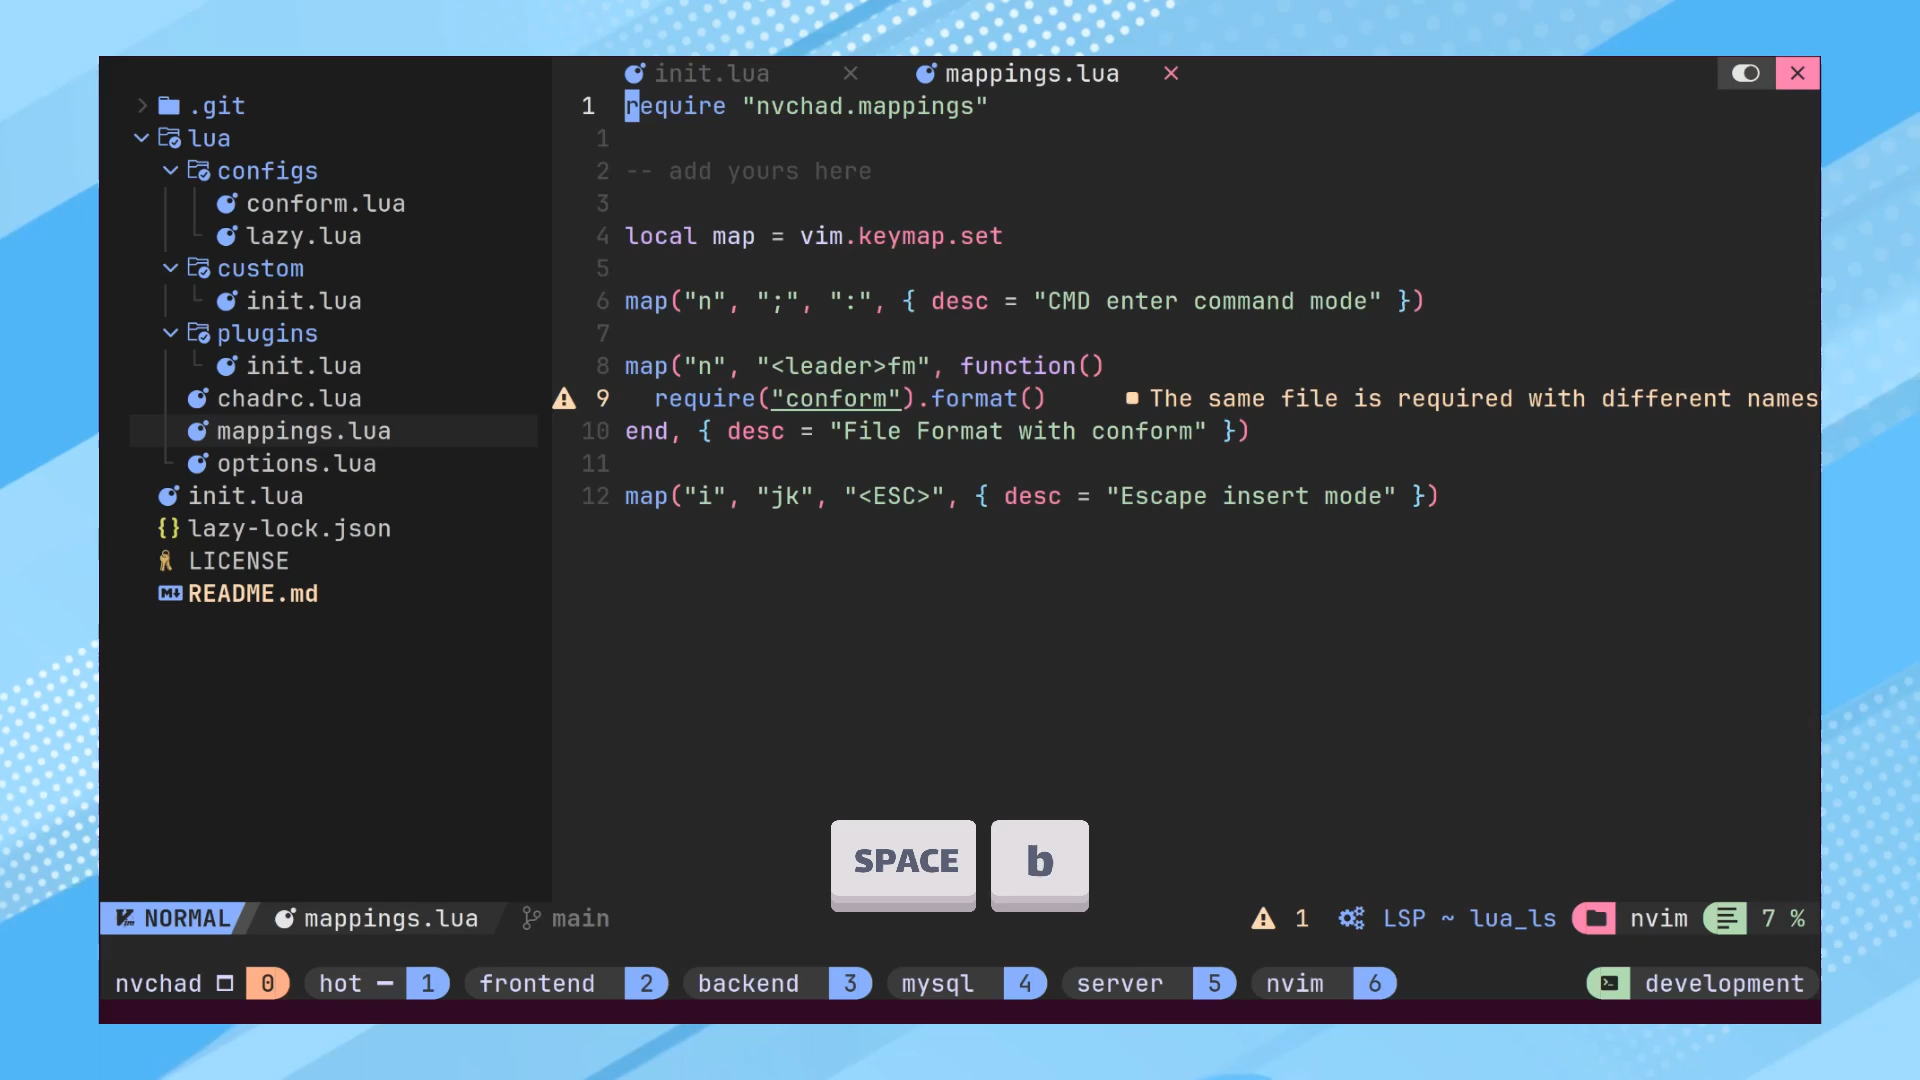 .git
lua
configs
conform.lua
lazy.lua
custom
init.lua
plugins
init.lua
chadrc.lua
mappings.lua
options.lua
init.lua
{} lazy-lock.json
LICENSE
M↓ README.md
init.lua × mappings.lua × ×
1 require "nvchad.mappings"
1
2 -- add yours here
3
4 local map = vim.keymap.set
5
6 map("n", ";", ":", { desc = "CMD enter command mode" })
7
8 map("n", "<leader>fm", function()
9 require("conform").format() ■ The same file is required with different names
10 end, { desc = "File Format with conform" })
11
12 map("i", "jk", "<ESC>", { desc = "Escape insert mode" })
SPACE b
NORMAL mappings.lua main 1 LSP ~ lua_ls nvim 7 %
nvchad 0 hot 1 frontend 2 backend 3 mysql 4 server 5 nvim 6 development